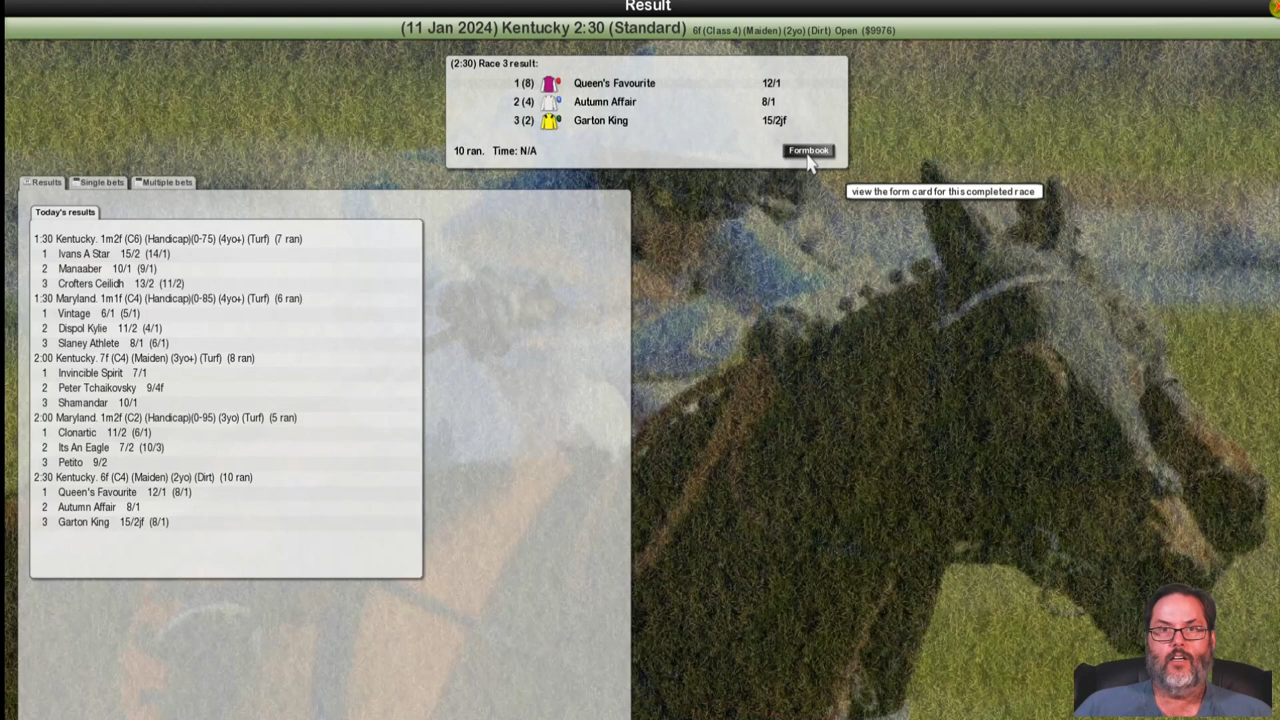 Result
(11 Jan 2024) Kentucky 2:30 (Standard) 6f (Class 4) (Maiden) (2yo) (Dirt) Open ($9976)
(2:30) Race 3 result:
1 (8) Queen's Favourite 12/1
2 (4) Autumn Affair 8/1
3 (2) Garton King 15/2jf
10 ran. Time: N/A Formbook
view the form card for this completed race
Results Single bets Multiple bets
Today's results
1:30 Kentucky. 1m2f (C6) (Handicap)(0-75) (4yo+) (Turf) (7 ran)
1 Ivans A Star 15/2 (14/1)
2 Manaaber 10/1 (9/1)
3 Crofters Ceilidh 13/2 (11/2)
1:30 Maryland. 1m1f (C4) (Handicap)(0-85) (4yo+) (Turf) (6 ran)
1 Vintage 6/1 (5/1)
2 Dispol Kylie 11/2 (4/1)
3 Slaney Athlete 8/1 (6/1)
2:00 Kentucky. 7f (C4) (Maiden) (3yo+) (Turf) (8 ran)
1 Invincible Spirit 7/1
2 Peter Tchaikovsky 9/4f
3 Shamandar 10/1
2:00 Maryland. 1m2f (C2) (Handicap)(0-95) (3yo) (Turf) (5 ran)
1 Clonartic 11/2 (6/1)
2 Its An Eagle 7/2 (10/3)
3 Petito 9/2
2:30 Kentucky. 6f (C4) (Maiden) (2yo) (Dirt) (10 ran)
1 Queen's Favourite 12/1 (8/1)
2 Autumn Affair 8/1
3 Garton King 15/2jf (8/1)